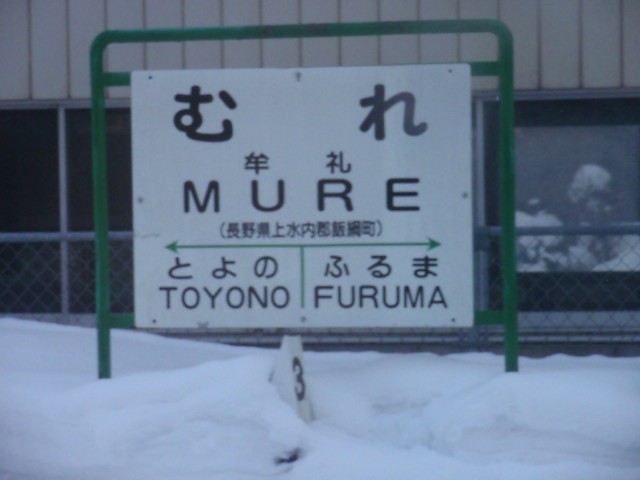 むれ
牟礼
MURE
(長野県上水内郡飯綱町)
とよの ふるま
TOYONO FURUMA
3